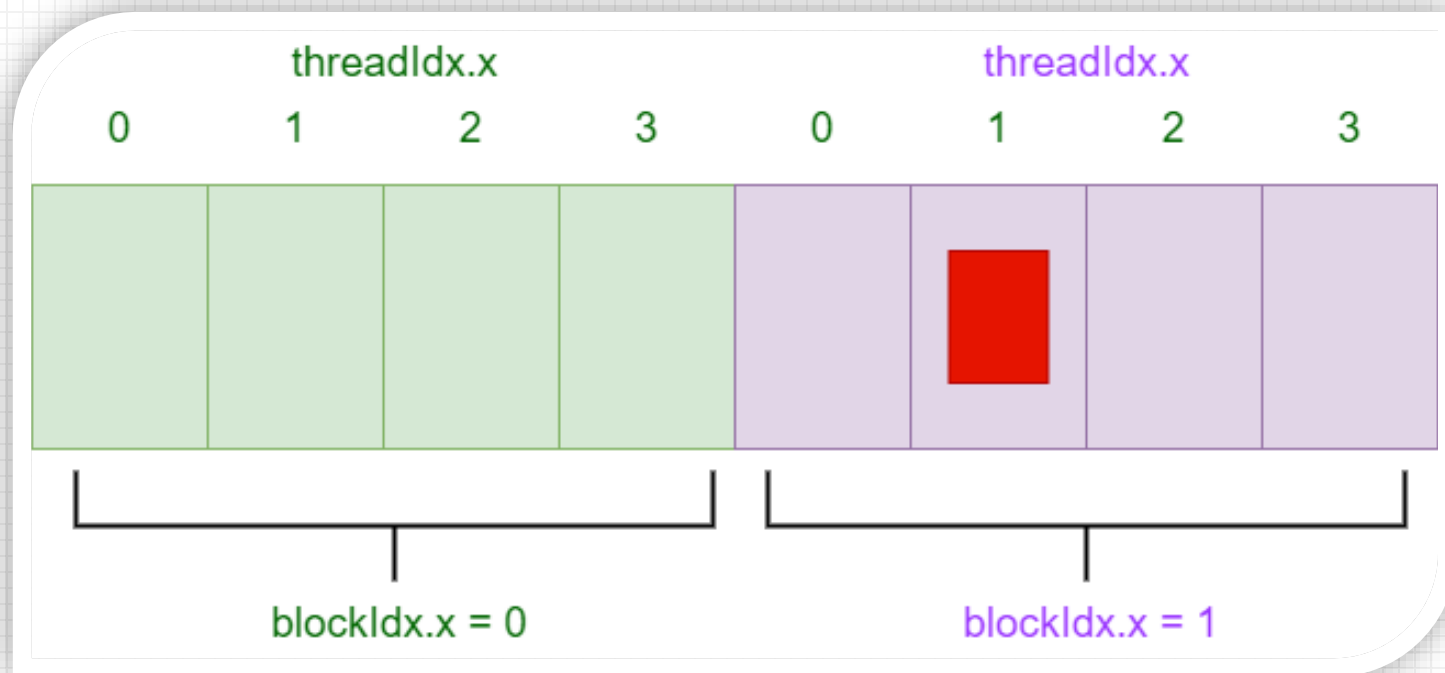 threadIdx.x threadIdx.x
0 1 2 3 0 1 2 3
blockIdx.x = 0 blockIdx.x = 1